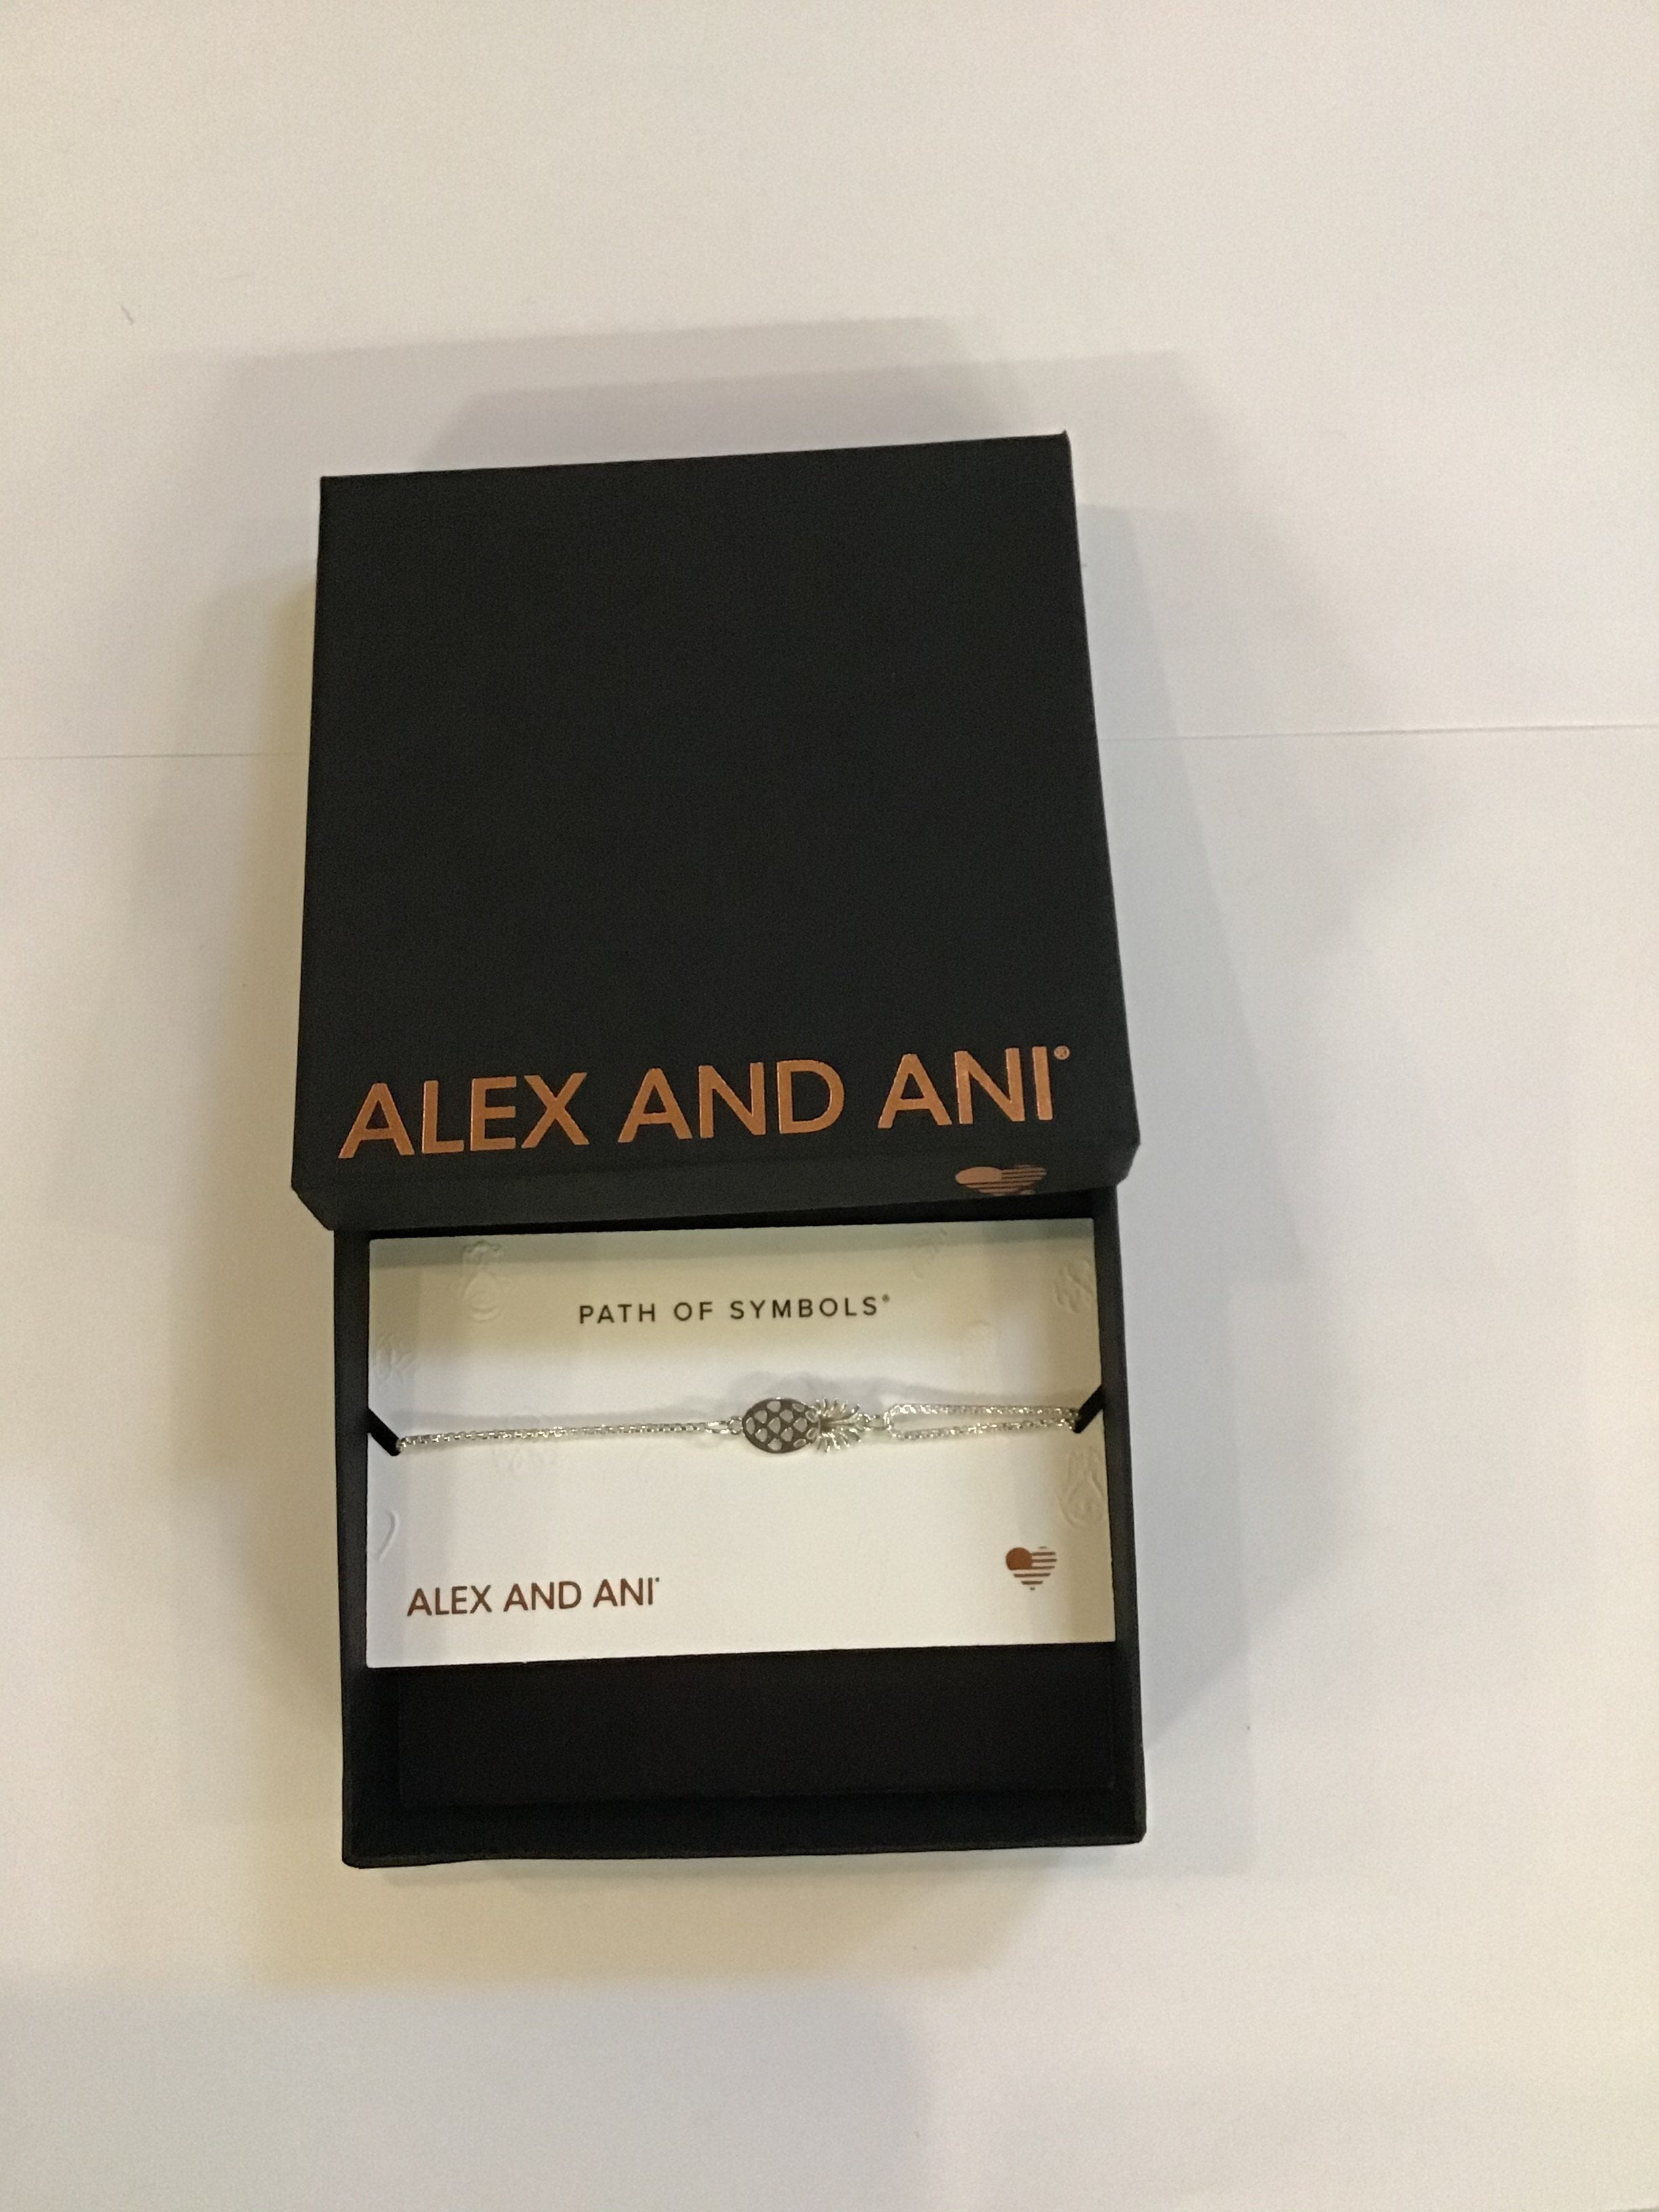 ALEX AND ANI®
PATH OF SYMBOLS®
ALEX AND ANI®